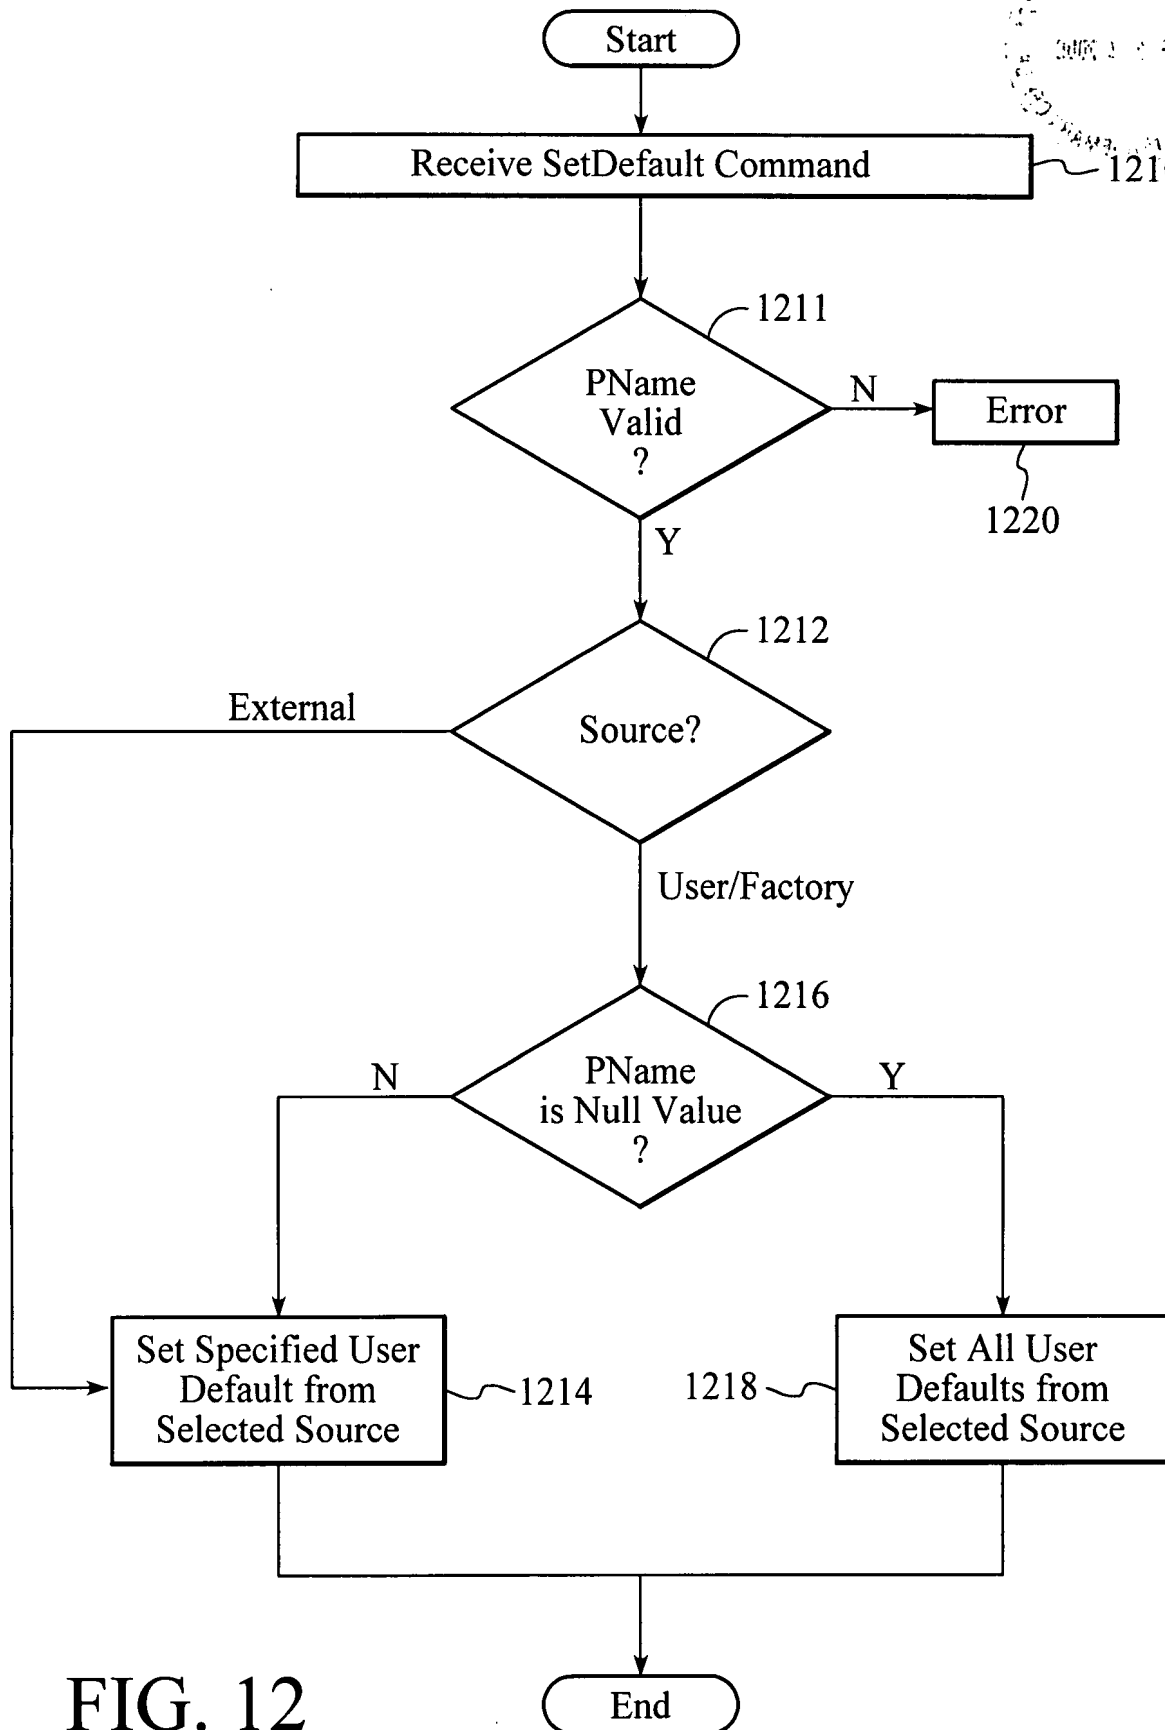 Start
Receive SetDefault Command
1211
PName
Valid
?
N
Error
1220
Y
1212
External
Source?
User/Factory
1216
N
PName
is Null Value
?
Y
Set Specified User
Default from
Selected Source
1214
1218
Set All User
Defaults from
Selected Source
End
FIG. 12